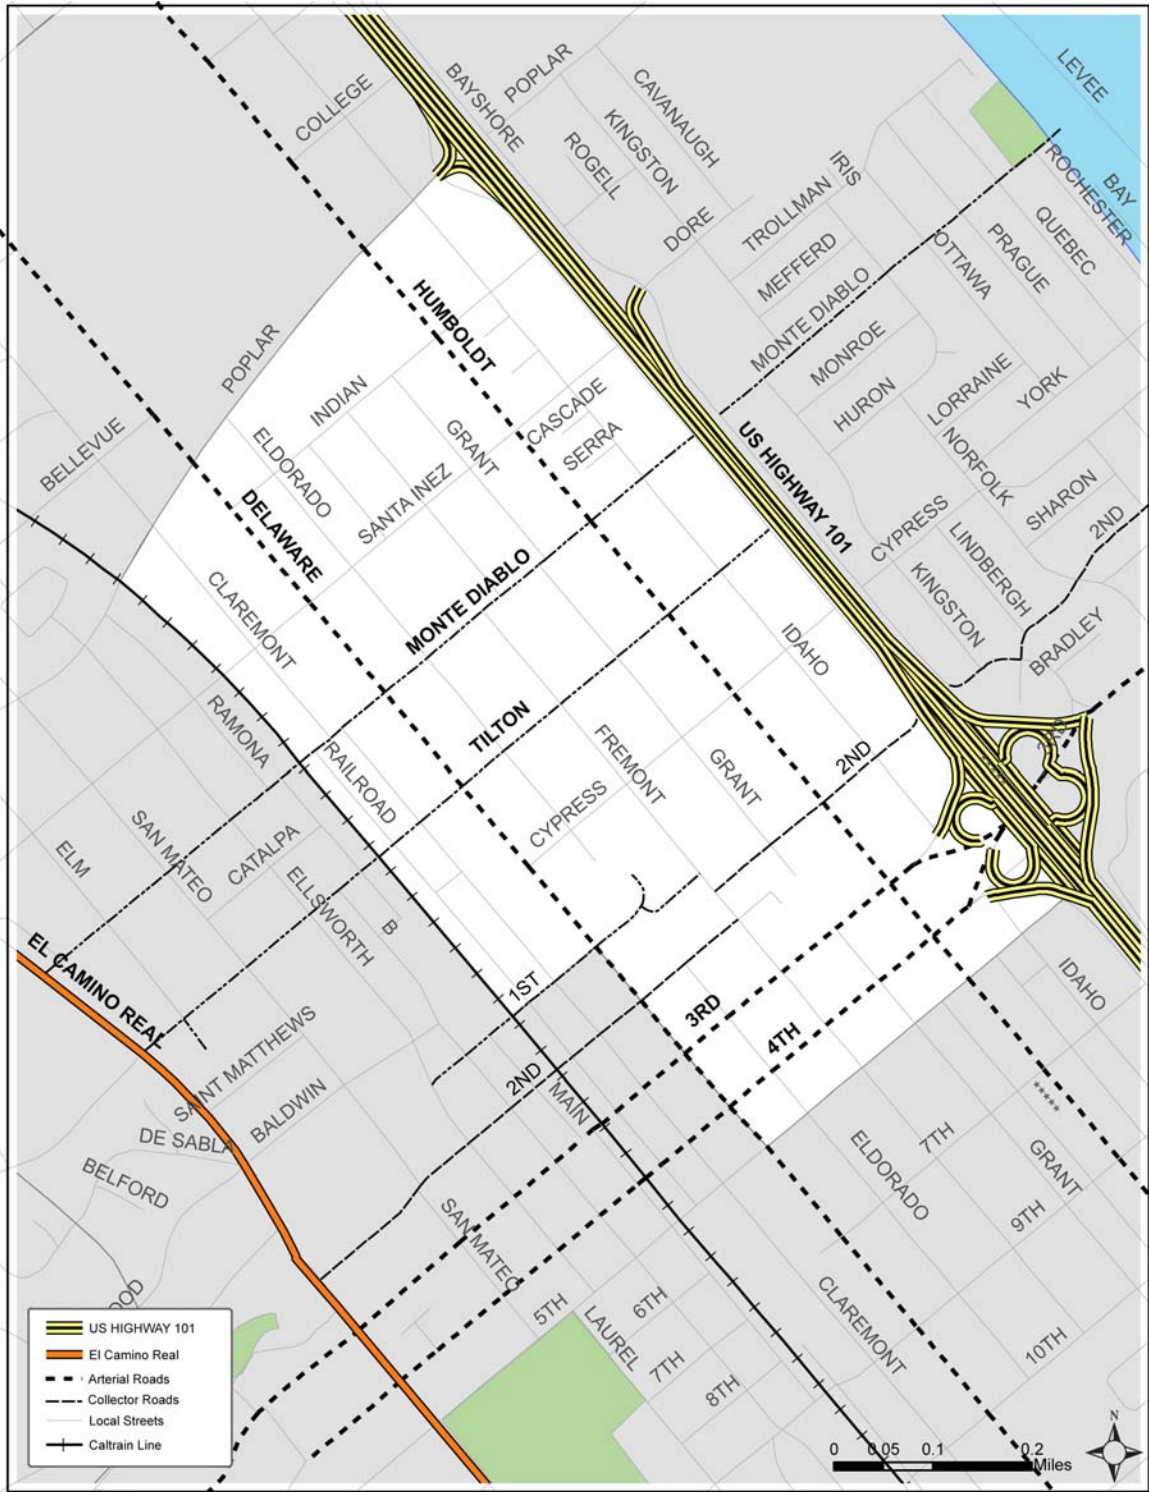 LEVEE
POPLAR
BAYSHORE
CAVANAUGH
COLLEGE
KINGSTON
ROGELL
IRIS
ROCHESTER
BAY
TROLLMAN
DORE
QUEBEC
PRAGUE
OTTAWA
MEFFERD
MONTE DIABLO
HUMBOLDT
MONROE
POPLAR
LORRAINE
YORK
HURON
INDIAN
CASCADE
GRANT
SERRA
LI
NORFOLK
US HIGHWAY 101
BELLEVUE
ELDORADO
SANTA INEZ
SHARON
2ND
CYPRESS
LINDBERGH
DELAWARE
KINGSTON
MONTE DIABLO
CLAREMONT
BRADLEY
IDAHO
RAMONA
TILTON
FREMONT
2ND
GRANT
RAILROAD
CYPRESS
SAN MATEO
CATALPA
ELM
ELLSWORTH
B
EL CAMINO REAL
1ST
3RD
IDAHO
4TH
SAINT MATTHEWS
2ND
MAIN
BALDWIN
*****
DE SABLA
BELFORD
7TH
ELDORADO
GRANT
9TH
SAN MATEO
OOD
5TH
6TH
LAUREL
CLAREMONT
7TH
8TH
10TH
US HIGHWAY 101
El Camino Real
Arterial Roads
Collector Roads
Local Streets
Caltrain Line
0 0.05 0.1 0.2
Miles
N